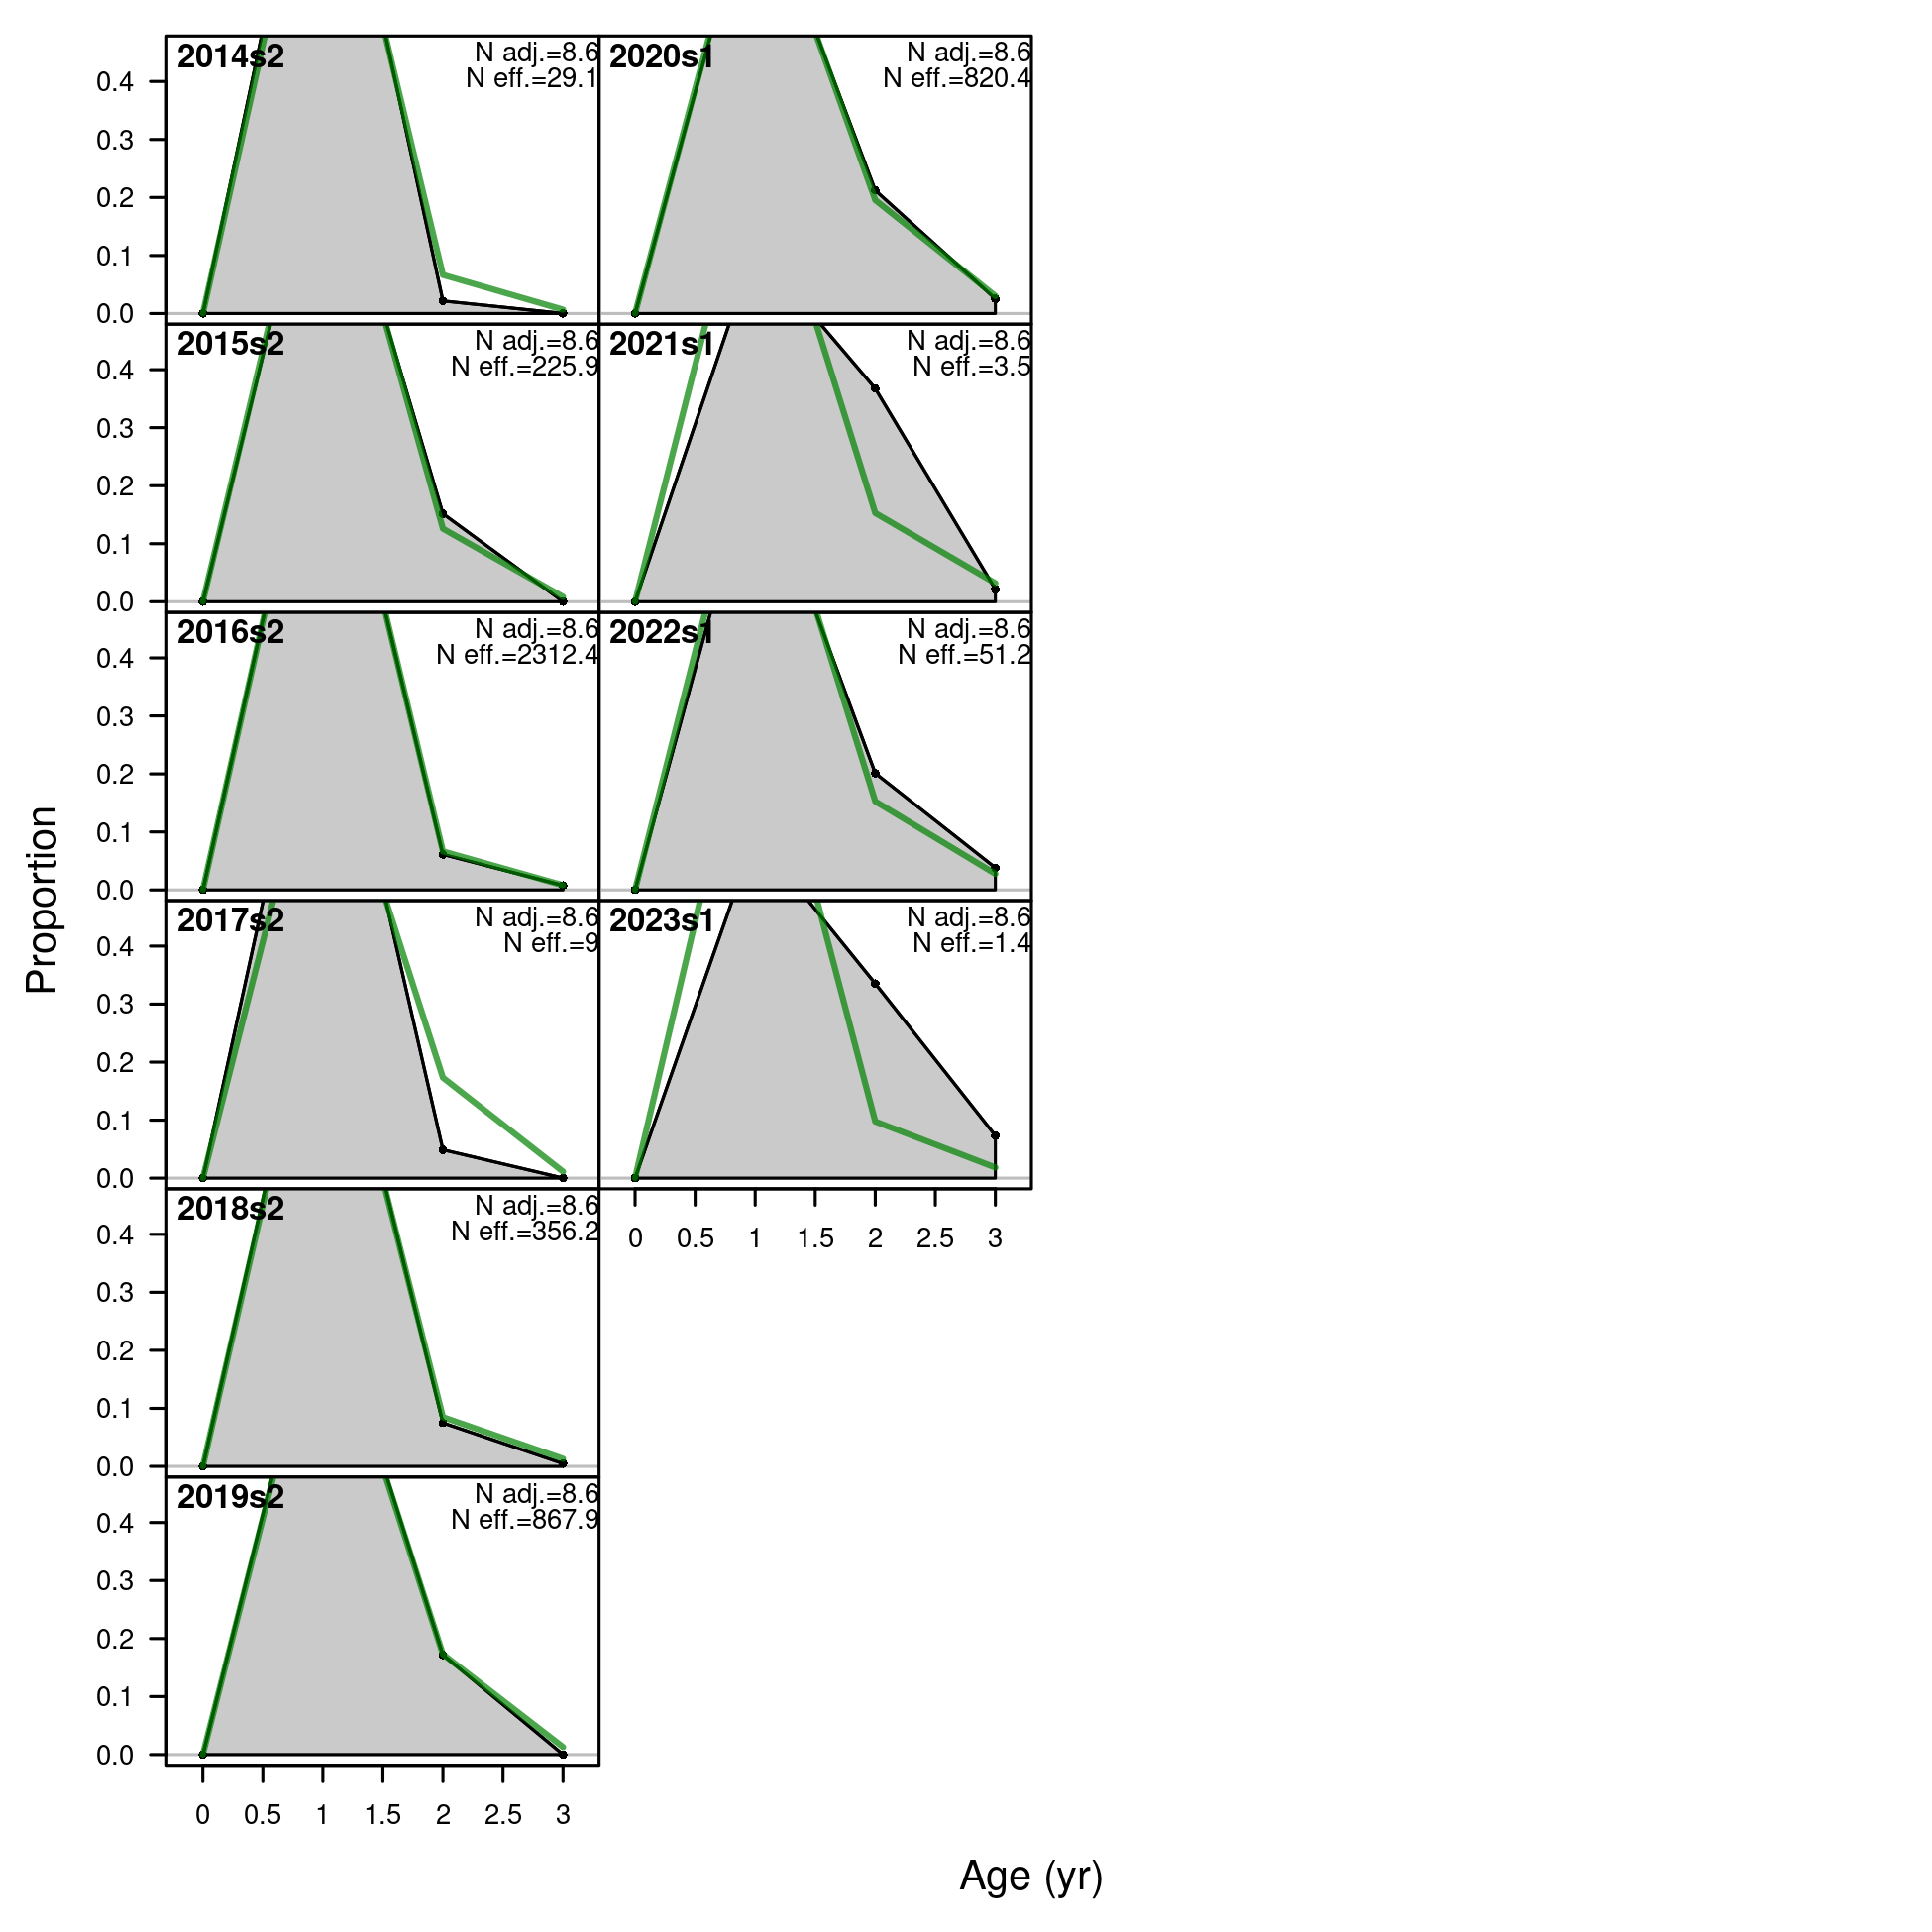 2014s2
N adj.=8.6
N eff.=29.1
0.4
0.3
0.2
0.1
0.0
2015s2
N adj.=8.6
N eff.=225.9
0.4
0.3
0.2
0.1
0.0
2016s2
N adj.=8.6
N eff.=2312.4
0.4
0.3
0.2
0.1
0.0
2017s2
N adj.=8.6
N eff.=9
0.4
0.3
0.2
0.1
0.0
2018s2
N adj.=8.6
N eff.=356.2
0.4
0.3
0.2
0.1
0.0
2019s2
N adj.=8.6
N eff.=867.9
0.4
0.3
0.2
0.1
0.0
0 0.5 1 1.5 2 2.5 3
2020s1
N adj.=8.6
N eff.=820.4
2021s1
N adj.=8.6
N eff.=3.5
2022s1
N adj.=8.6
N eff.=51.2
2023s1
N adj.=8.6
N eff.=1.4
0 0.5 1 1.5 2 2.5 3
Proportion
Age (yr)